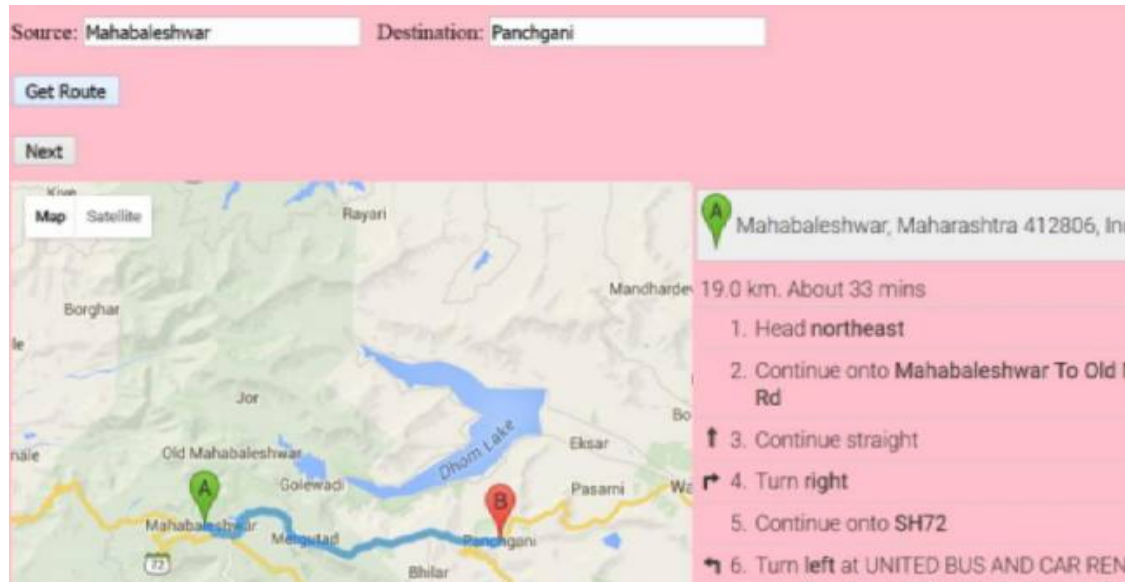 Source: Mahabaleshwar Destination: Panchgani
Get Route
Next
Map Satellite
Rayari
Borghar
Mandhardev
Jor
Old Mahabaleshwar
Golewadi
Dhom Lake
Eksar
Pasarni
Mahabaleshwar
Metgutad
Panchgani
Bhilar
72
A
B
A Mahabaleshwar, Maharashtra 412806,
19.0 km. About 33 mins
1. Head northeast
2. Continue onto Mahabaleshwar To Old
Rd
3. Continue straight
4. Turn right
5. Continue onto SH72
6. Turn left at UNITED BUS AND CAR REN